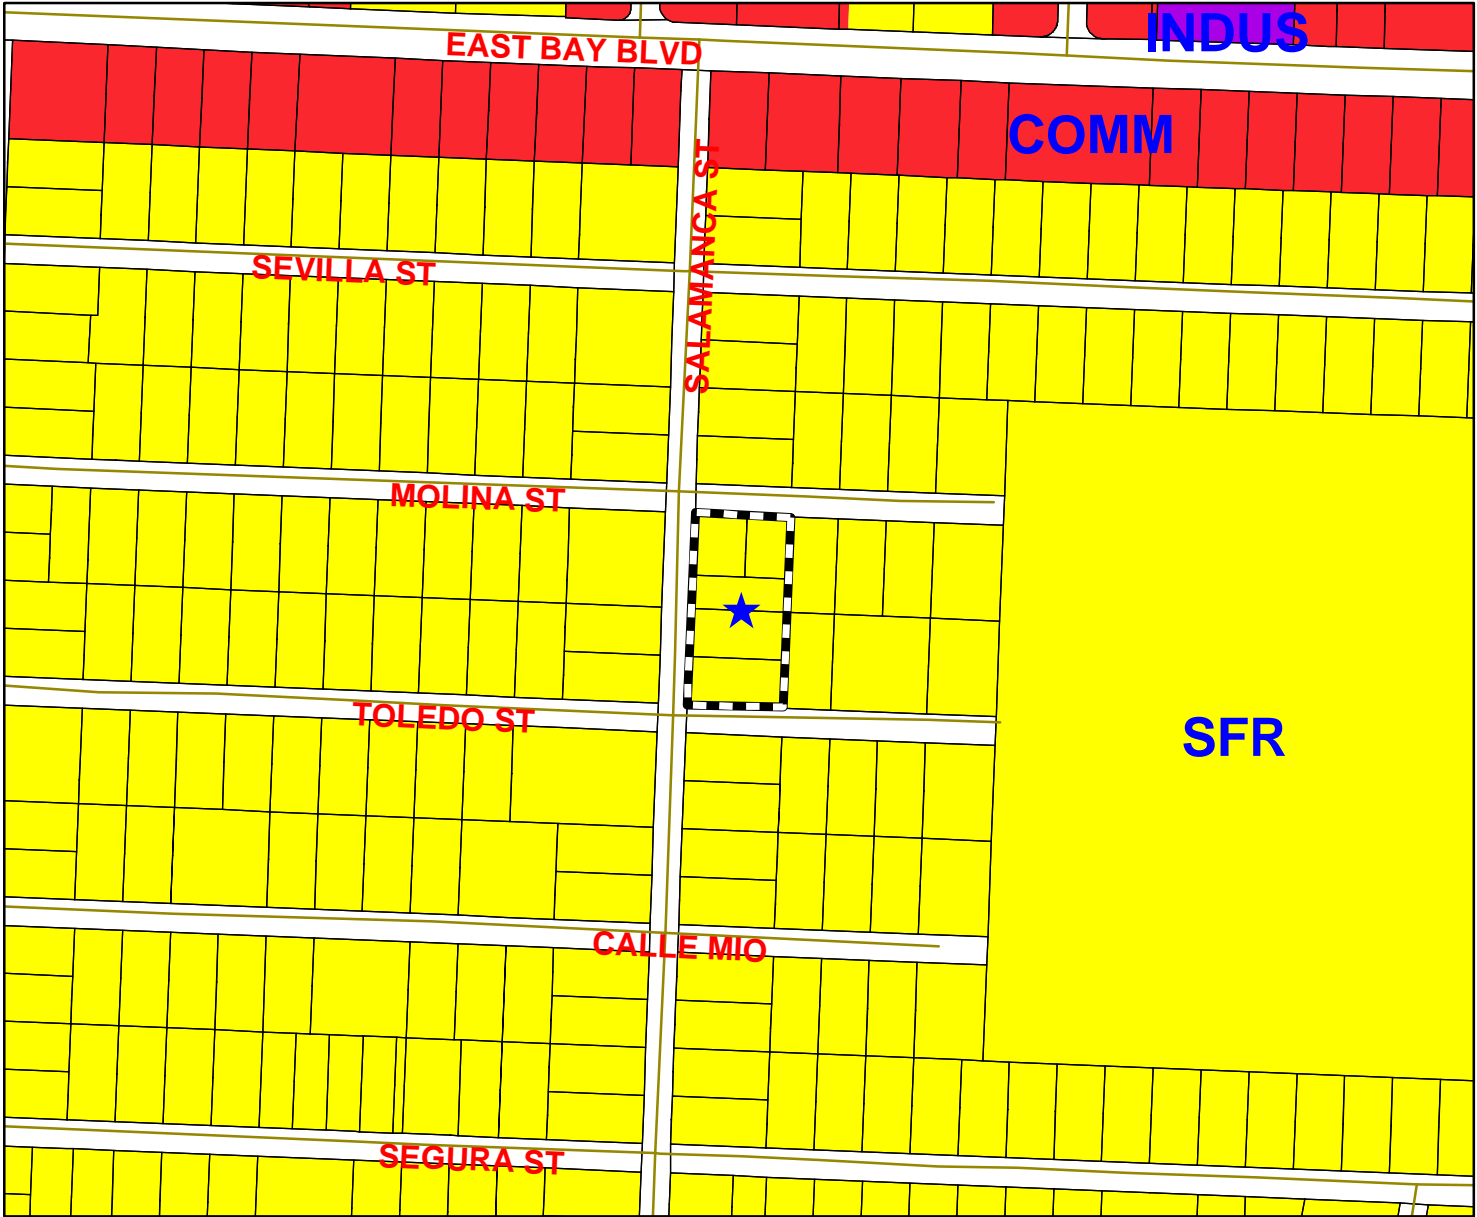 INDUS
EAST BAY BLVD
COMM
SALAMANCA ST
SEVILLA ST
MOLINA ST
TOLEDO ST
SFR
CALLE MIO
SEGURA ST